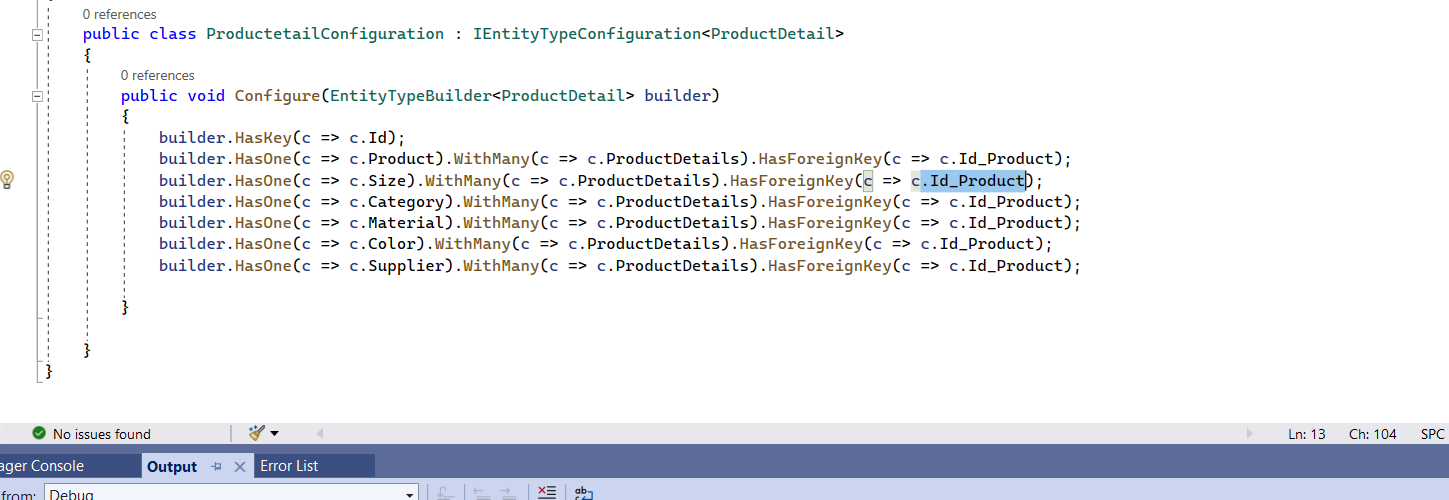 0 references
public class ProductetailConfiguration : IEntityTypeConfiguration<ProductDetail>
{
0 references
public void Configure(EntityTypeBuilder<ProductDetail> builder)
{
builder.HasKey(c => c.Id);
builder.HasOne(c => c.Product).WithMany(c => c.ProductDetails).HasForeignKey(c => c.Id_Product);
builder.HasOne(c => c.Size).WithMany(c => c.ProductDetails).HasForeignKey(c => c.Id_Product);
builder.HasOne(c => c.Category).WithMany(c => c.ProductDetails).HasForeignKey(c => c.Id_Product);
builder.HasOne(c => c.Material).WithMany(c => c.ProductDetails).HasForeignKey(c => c.Id_Product);
builder.HasOne(c => c.Color).WithMany(c => c.ProductDetails).HasForeignKey(c => c.Id_Product);
builder.HasOne(c => c.Supplier).WithMany(c => c.ProductDetails).HasForeignKey(c => c.Id_Product);
}
}
}
No issues found Ln: 13 Ch: 104 SPC
ager Console Output Error List
from: Debug